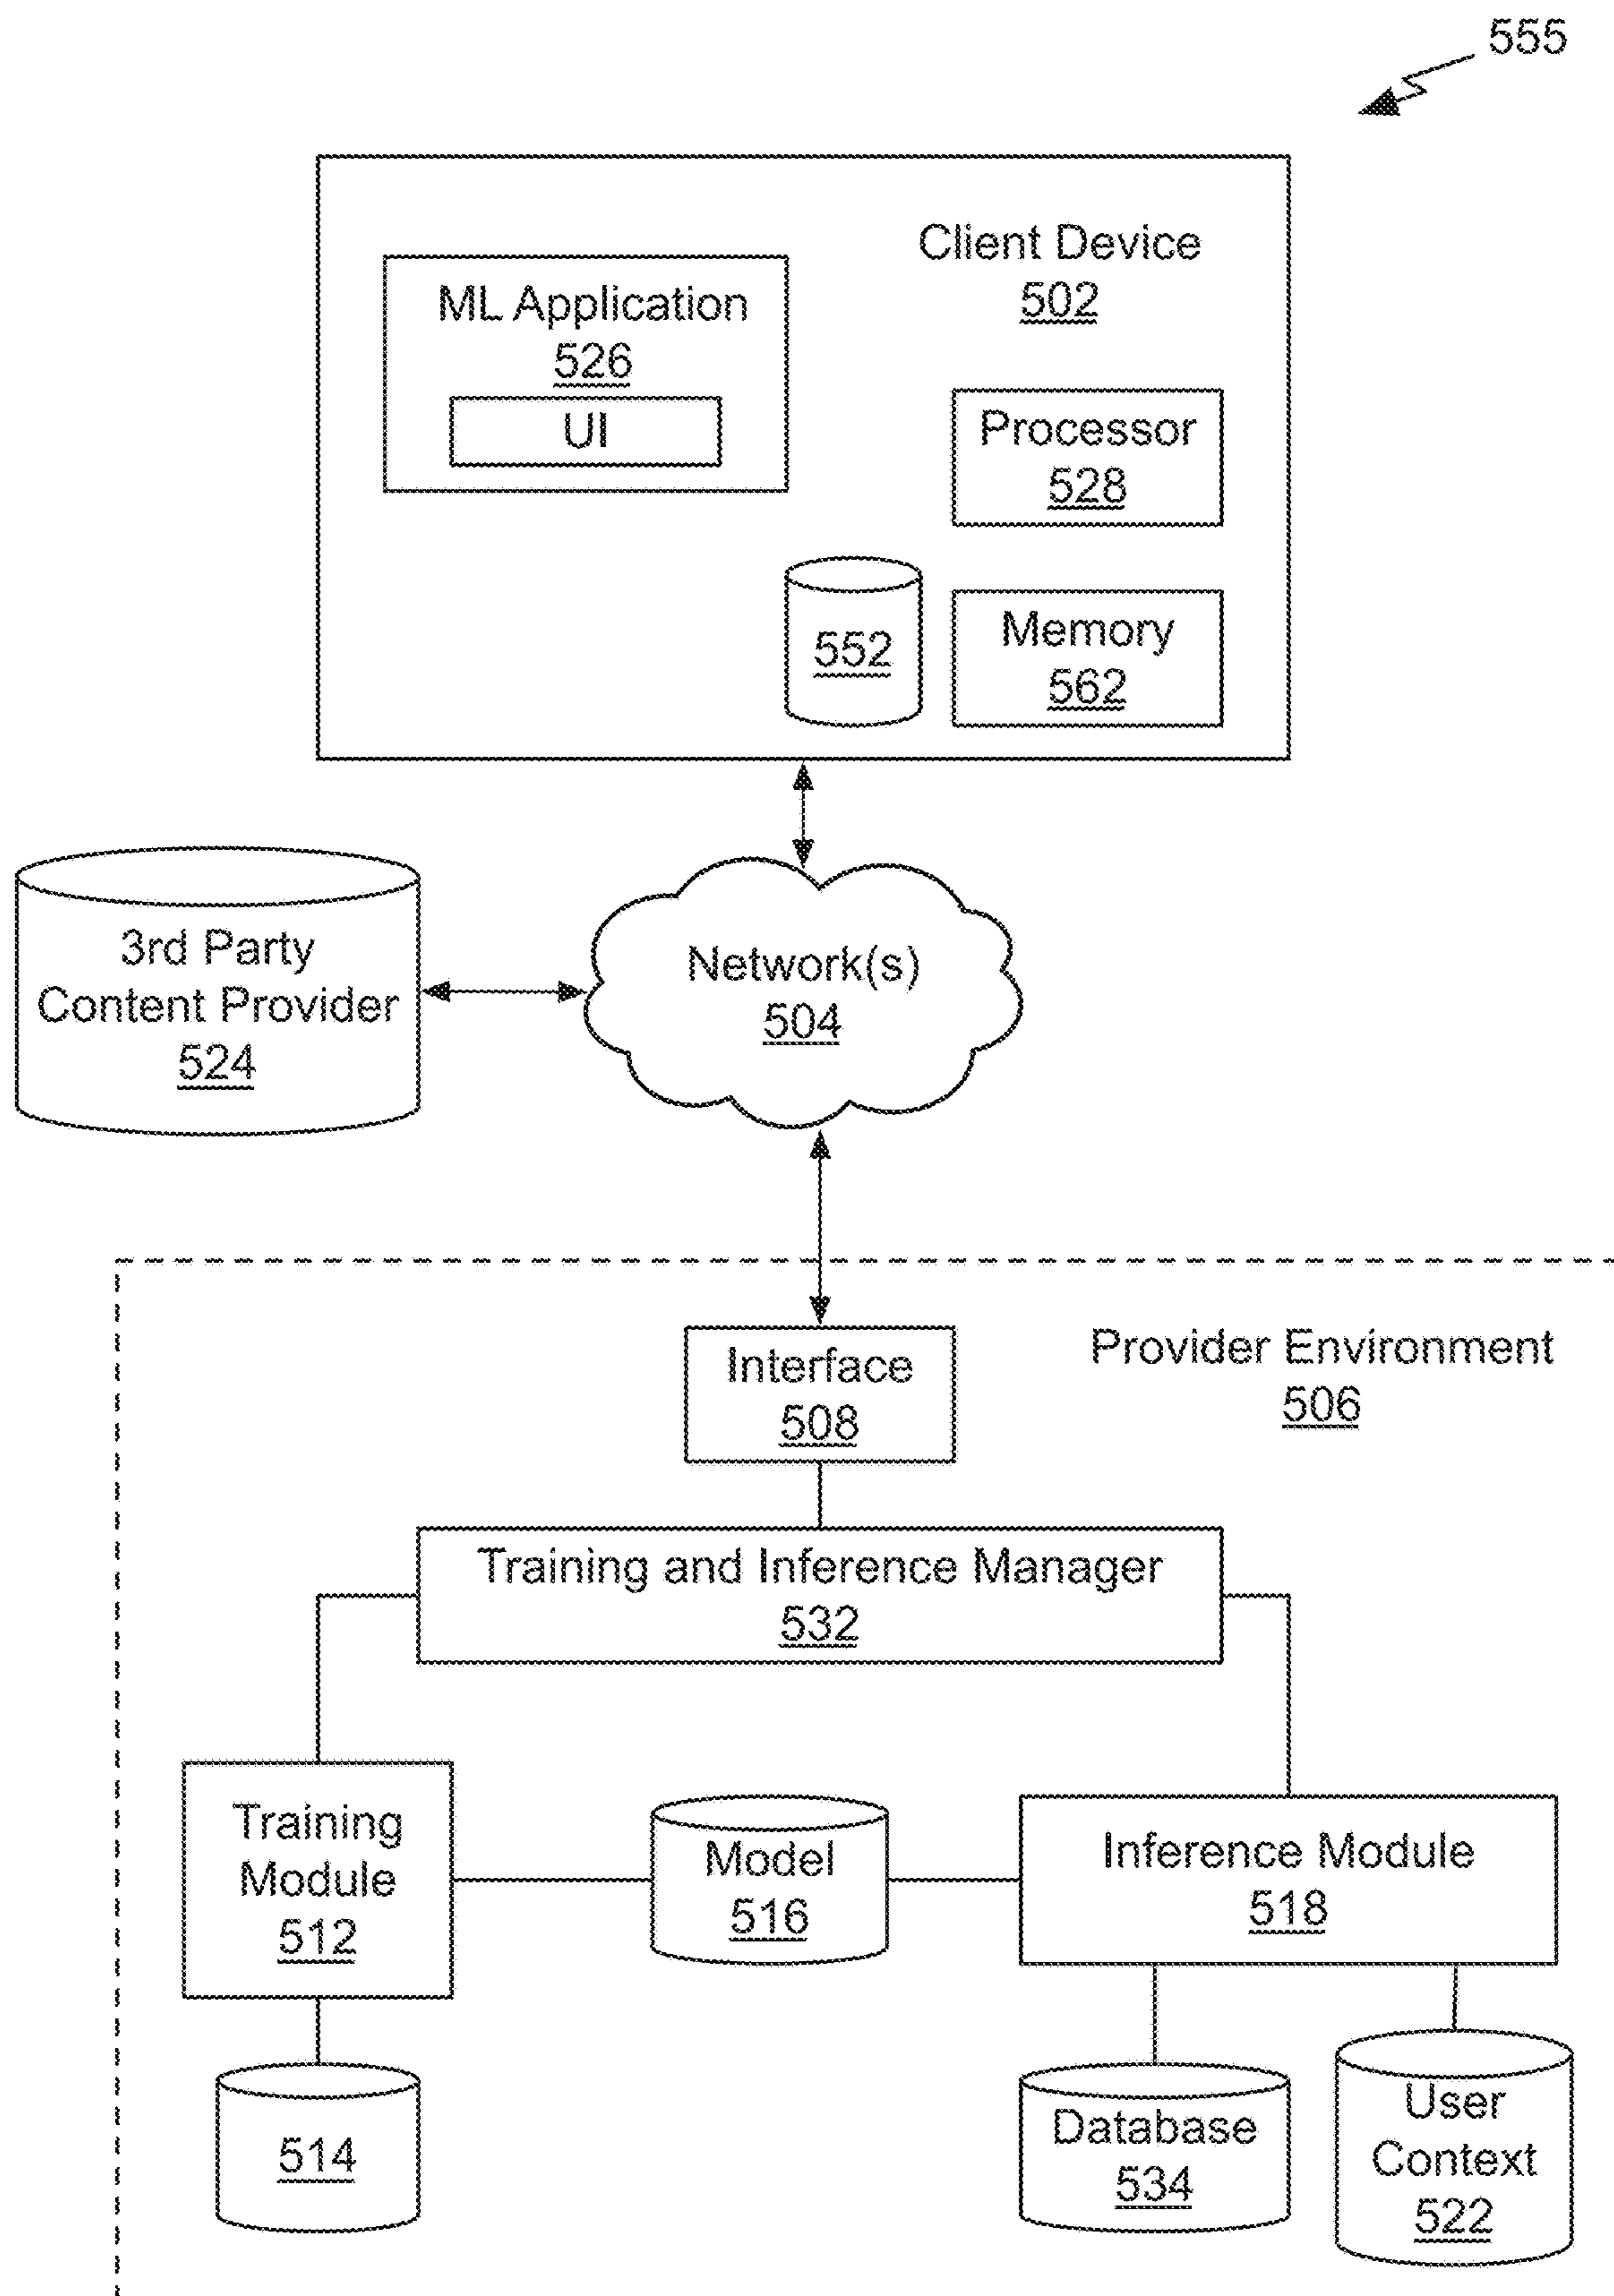 555
Client Device
502
ML Application
526
UI
Processor
528
552
Memory
562
3rd Party
Content Provider
524
Network(s)
504
Provider Environment
506
Interface
508
Training and Inference Manager
532
Training
Module
512
Model
516
Inference Module
518
514
Database
534
User
Context
522